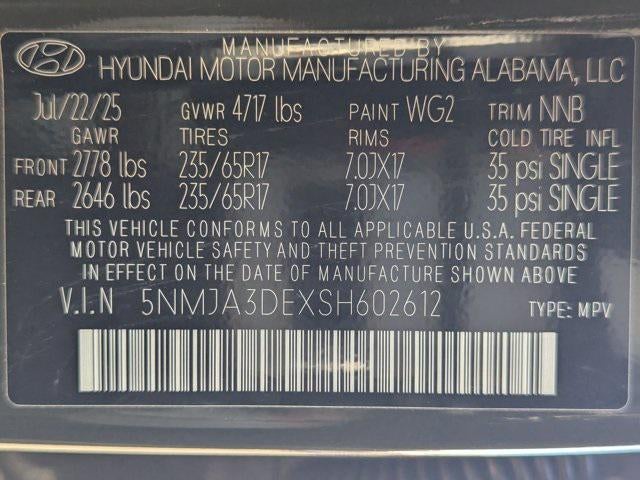 MANUFACTURED BY
HYUNDAI MOTOR MANUFACTURING ALABAMA, LLC
Jul/22/25 GVWR 4717 lbs PAINT WG2 TRIM NNB
GAWR TIRES RIMS COLD TIRE INFL
FRONT 2778 lbs 235/65R17 7.0JX17 35 psi SINGLE
REAR 2646 lbs 235/65R17 7.0JX17 35 psi SINGLE
THIS VEHICLE CONFORMS TO ALL APPLICABLE U.S.A. FEDERAL
MOTOR VEHICLE SAFETY AND THEFT PREVENTION STANDARDS
IN EFFECT ON THE DATE OF MANUFACTURE SHOWN ABOVE.
V.I.N 5NMJA3DEXSH602612 TYPE: MPV